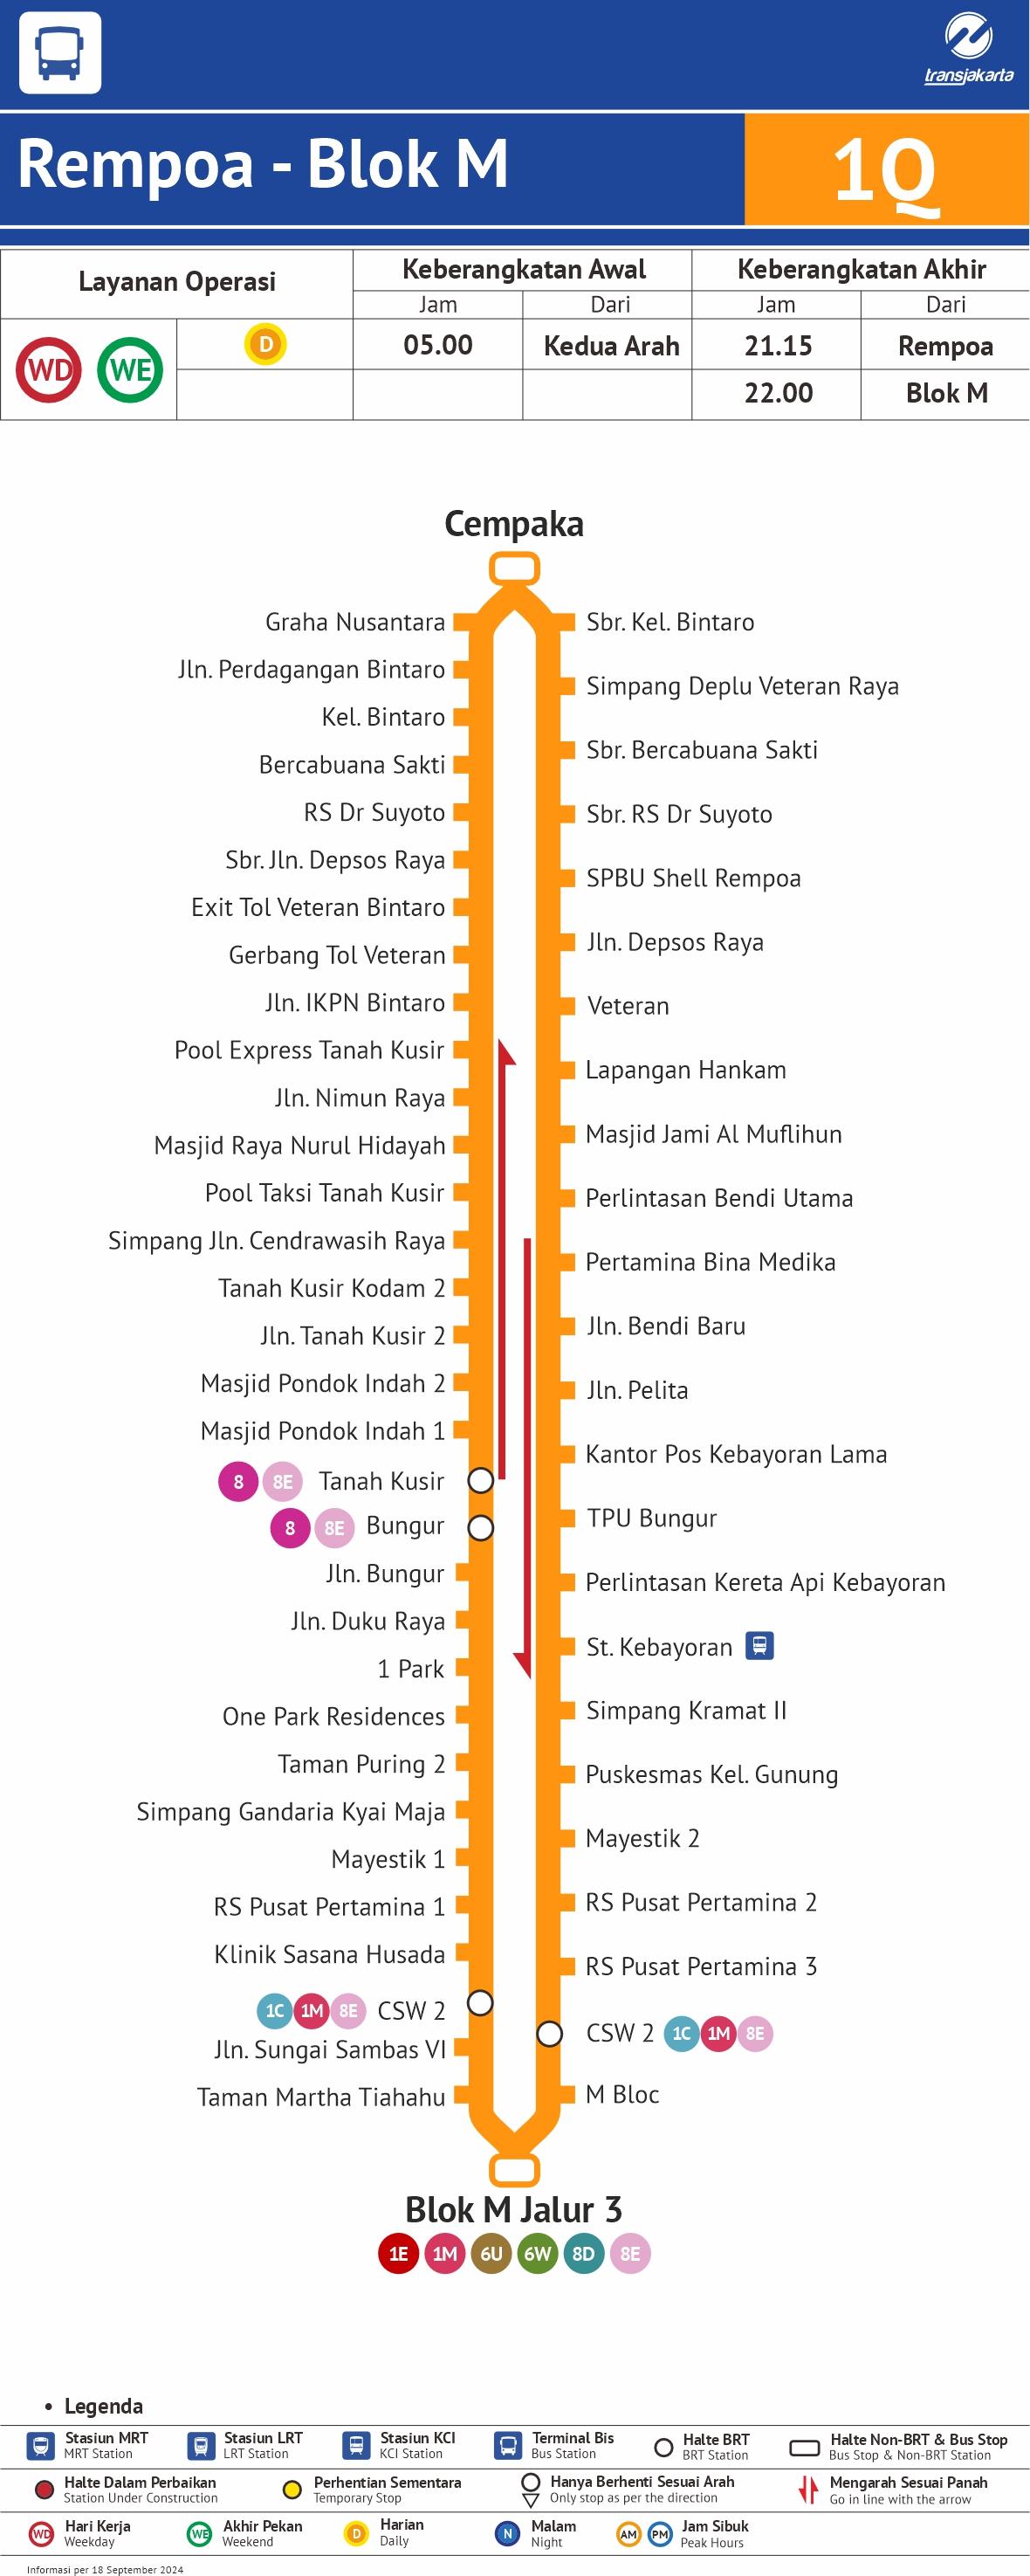 transjakarta
Rempoa - Blok M
1Q
Layanan Operasi
Keberangkatan Awal
Keberangkatan Akhir
Jam
Dari
Jam
Dari
WD
WE
D
05.00
Kedua Arah
21.15
Rempoa
22.00
Blok M
Cempaka
Graha Nusantara
Jln. Perdagangan Bintaro
Kel. Bintaro
Bercabuana Sakti
RS Dr Suyoto
Sbr. Jln. Depsos Raya
Exit Tol Veteran Bintaro
Gerbang Tol Veteran
Jln. IKPN Bintaro
Pool Express Tanah Kusir
Jln. Nimun Raya
Masjid Raya Nurul Hidayah
Pool Taksi Tanah Kusir
Simpang Jln. Cendrawasih Raya
Tanah Kusir Kodam 2
Jln. Tanah Kusir 2
Masjid Pondok Indah 2
Masjid Pondok Indah 1
8 8E Tanah Kusir
8 8E Bungur
Jln. Bungur
Jln. Duku Raya
1 Park
One Park Residences
Taman Puring 2
Simpang Gandaria Kyai Maja
Mayestik 1
RS Pusat Pertamina 1
Klinik Sasana Husada
1C 1M 8E CSW 2
Jln. Sungai Sambas VI
Taman Martha Tiahahu
Sbr. Kel. Bintaro
Simpang Deplu Veteran Raya
Sbr. Bercabuana Sakti
Sbr. RS Dr Suyoto
SPBU Shell Rempoa
Jln. Depsos Raya
Veteran
Lapangan Hankam
Masjid Jami Al Muflihun
Perlintasan Bendi Utama
Pertamina Bina Medika
Jln. Bendi Baru
Jln. Pelita
Kantor Pos Kebayoran Lama
TPU Bungur
Perlintasan Kereta Api Kebayoran
St. Kebayoran
Simpang Kramat II
Puskesmas Kel. Gunung
Mayestik 2
RS Pusat Pertamina 2
RS Pusat Pertamina 3
CSW 2 1C 1M 8E
M Bloc
Blok M Jalur 3
1E 1M 6U 6W 8D 8E
• Legenda
Stasiun MRT
MRT Station
Stasiun LRT
LRT Station
Stasiun KCI
KCI Station
Terminal Bis
Bus Station
Halte BRT
BRT Station
Halte Non-BRT & Bus Stop
Bus Stop & Non-BRT Station
Halte Dalam Perbaikan
Station Under Construction
Perhentian Sementara
Temporary Stop
Hanya Berhenti Sesuai Arah
Only stop as per the direction
Mengarah Sesuai Panah
Go in line with the arrow
WD
Hari Kerja
Weekday
WE
Akhir Pekan
Weekend
D
Harian
Daily
N
Malam
Night
AM PM
Jam Sibuk
Peak Hours
Informasi per 18 September 2024